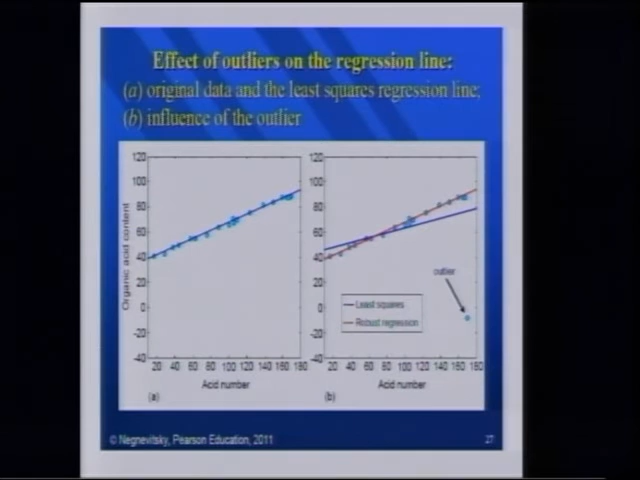 Effect of outliers on the regression line:
(a) original data and the least squares regression line;
(b) influence of the outlier
120
100
80
60
40
20
0
-20
-40
Organic acid content
20 40 60 80 100 120 140 160 180
Acid number
(a)
120
100
80
60
40
20
0
-20
-40
outlier
Least squares
Robust regression
20 40 60 80 100 120 140 160 180
Acid number
(b)
© Negnevitsky, Pearson Education, 2011
27